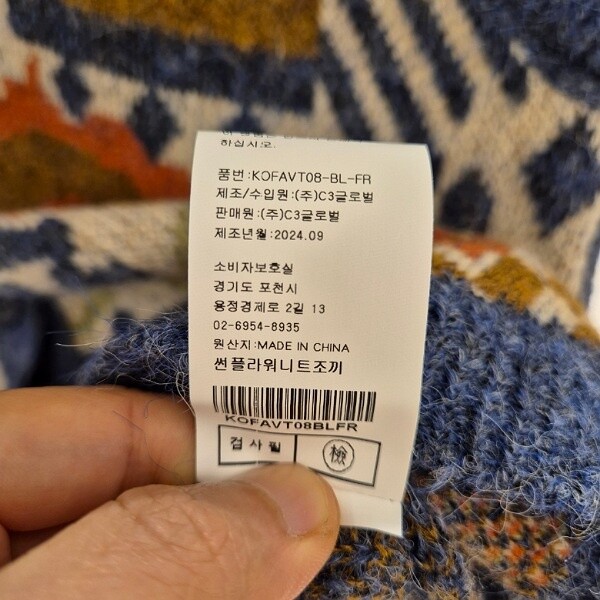 하십시오.
품번:KOFAVT08-BL-FR
제조/수입원:(주)C3글로벌
판매원:(주)C3글로벌
제조년월:2024.09
소비자보호실
경기도 포천시
용정경제로 2길 13
02-6954-8935
원산지:MADE IN CHINA
썬플라워니트조끼
KOFAVT08BLFR
검사필 檢